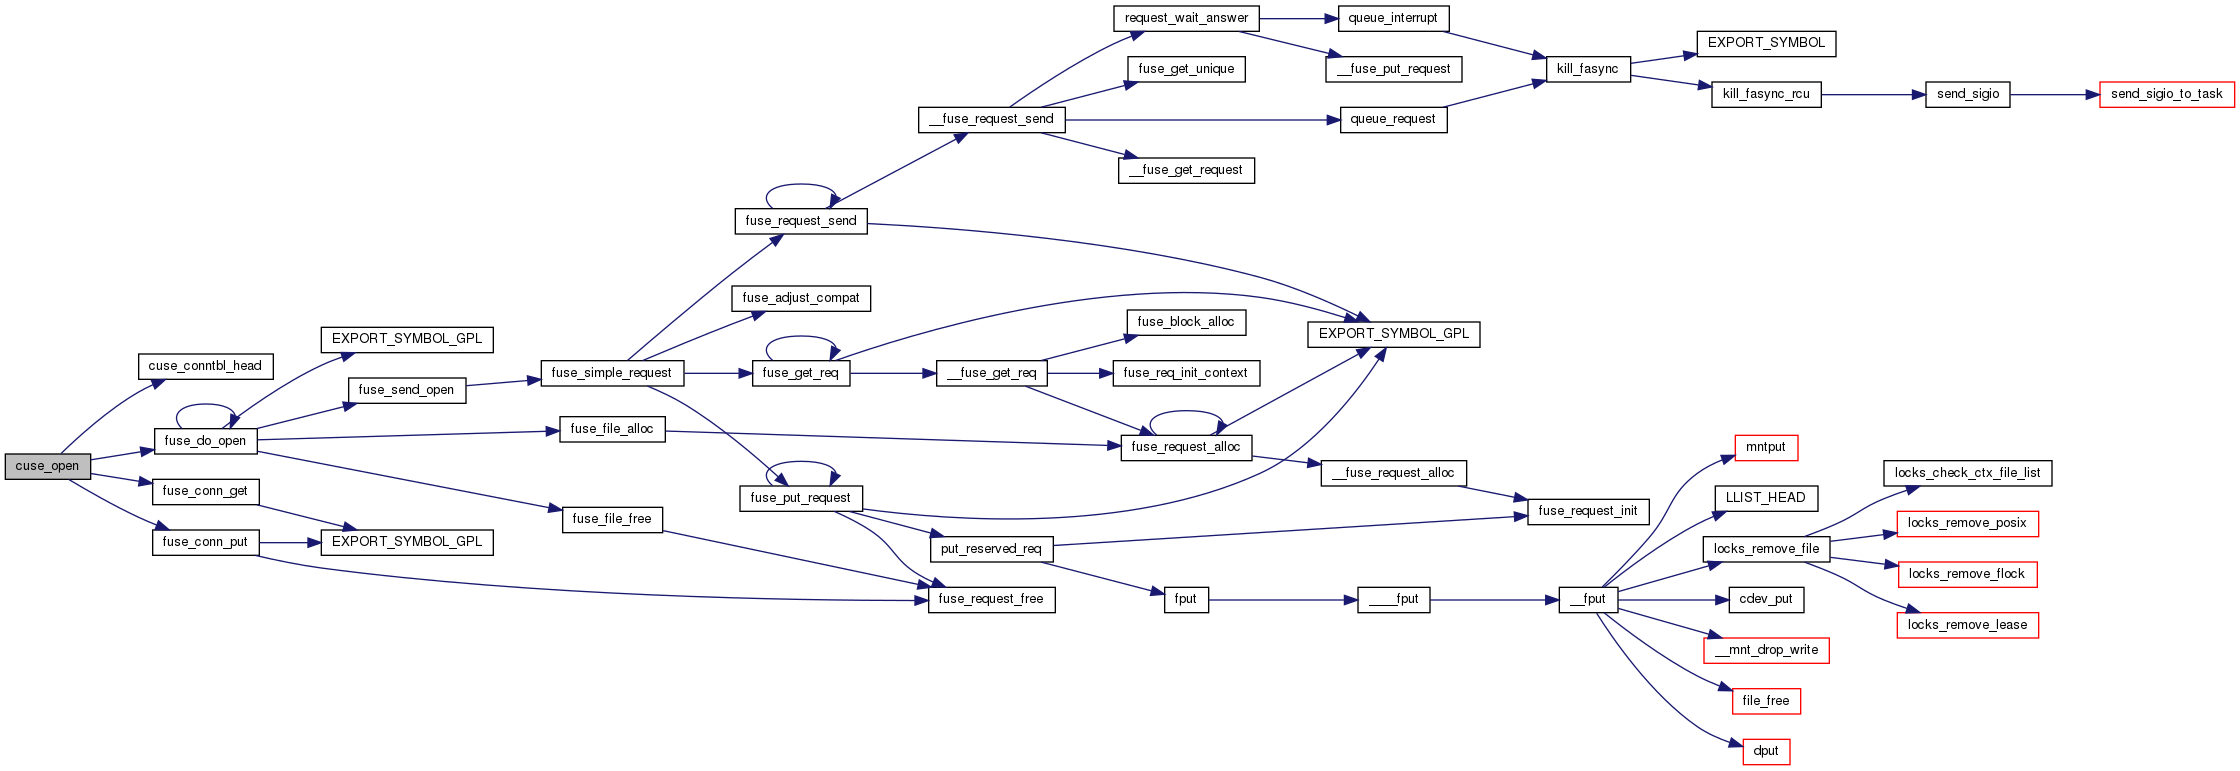 cuse_open
cuse_conntbl_head
fuse_do_open
fuse_conn_get
fuse_conn_put
EXPORT_SYMBOL_GPL
fuse_send_open
EXPORT_SYMBOL_GPL
fuse_simple_request
fuse_file_alloc
fuse_file_free
fuse_request_send
fuse_adjust_compat
fuse_get_req
fuse_put_request
__fuse_request_send
__fuse_get_req
put_reserved_req
fuse_request_free
request_wait_answer
fuse_get_unique
__fuse_get_request
fuse_block_alloc
fuse_req_init_context
fuse_request_alloc
fput
queue_interrupt
__fuse_put_request
queue_request
EXPORT_SYMBOL_GPL
__fuse_request_alloc
____fput
kill_fasync
fuse_request_init
__fput
EXPORT_SYMBOL
kill_fasync_rcu
mntput
LLIST_HEAD
locks_remove_file
cdev_put
__mnt_drop_write
file_free
dput
send_sigio
locks_check_ctx_file_list
locks_remove_posix
locks_remove_flock
locks_remove_lease
send_sigio_to_task